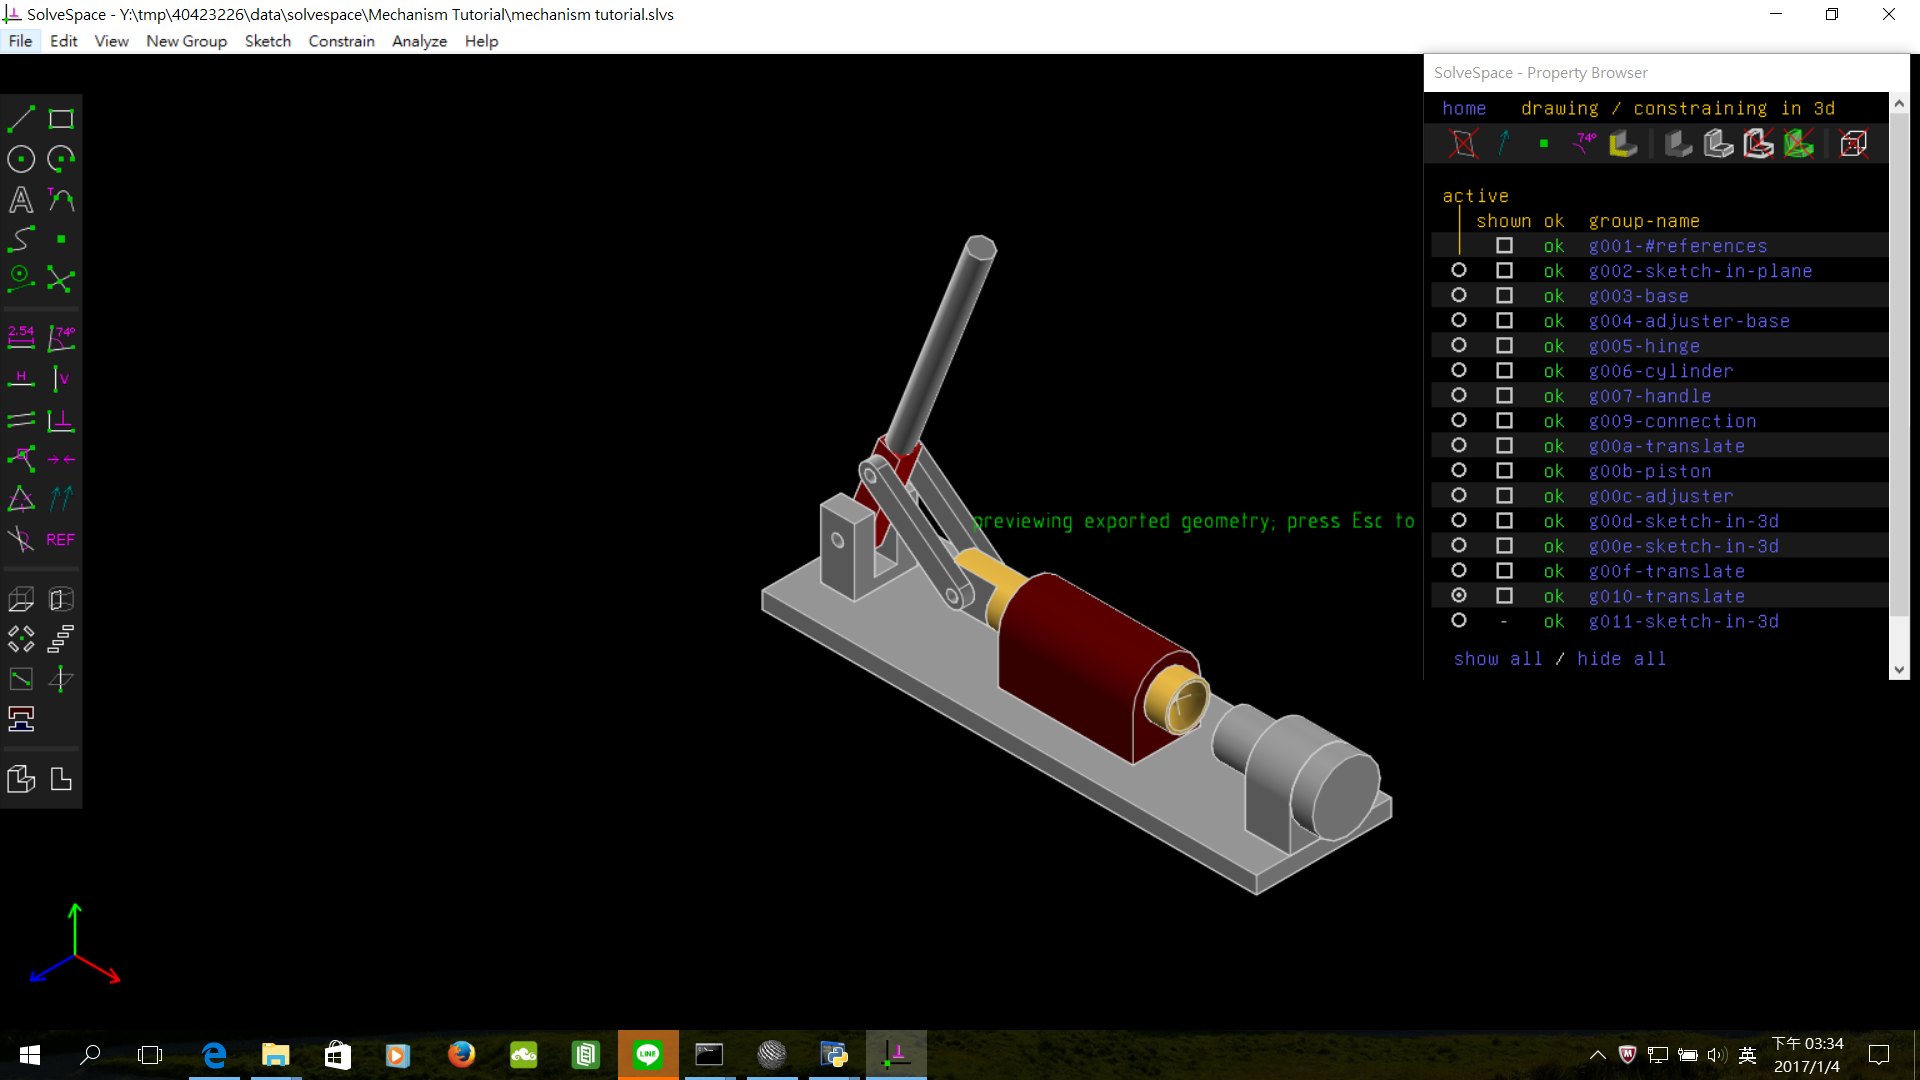 SolveSpace - Y:\tmp\40423226\data\solvespace\Mechanism Tutorial\mechanism tutorial.slvs
File Edit View New Group Sketch Constrain Analyze Help
SolveSpace - Property Browser
home drawing / constraining in 3d
74º
active
shown ok group-name
ok g001-#references
ok g002-sketch-in-plane
ok g003-base
ok g004-adjuster-base
ok g005-hinge
ok g006-cylinder
ok g007-handle
ok g009-connection
ok g00a-translate
ok g00b-piston
ok g00c-adjuster
ok g00d-sketch-in-3d
ok g00e-sketch-in-3d
ok g00f-translate
ok g010-translate
- ok g011-sketch-in-3d
show all / hide all
A T
2.54 74º
H V
REF
previewing exported geometry; press Esc to
LINE
英
下午 03:34
2017/1/4